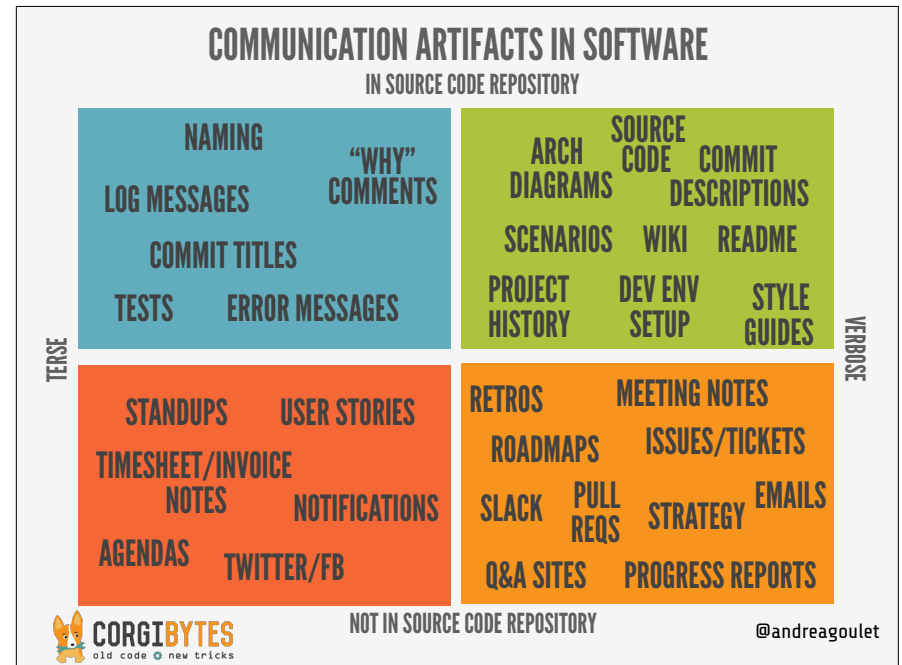 COMMUNICATION ARTIFACTS IN SOFTWARE
IN SOURCE CODE REPOSITORY
NAMING
“WHY”
COMMENTS
LOG MESSAGES
COMMIT TITLES
TESTS
ERROR MESSAGES
SOURCE
CODE
ARCH
DIAGRAMS
COMMIT
DESCRIPTIONS
SCENARIOS
WIKI
README
PROJECT
HISTORY
DEV ENV
SETUP
STYLE
GUIDES
TERSE
VERBOSE
STANDUPS
USER STORIES
TIMESHEET/INVOICE
NOTES
NOTIFICATIONS
AGENDAS
TWITTER/FB
RETROS
MEETING NOTES
ROADMAPS
ISSUES/TICKETS
SLACK
PULL
REQS
STRATEGY
EMAILS
Q&A SITES
PROGRESS REPORTS
NOT IN SOURCE CODE REPOSITORY
CORGIBYTES
old code new tricks
@andreagoulet